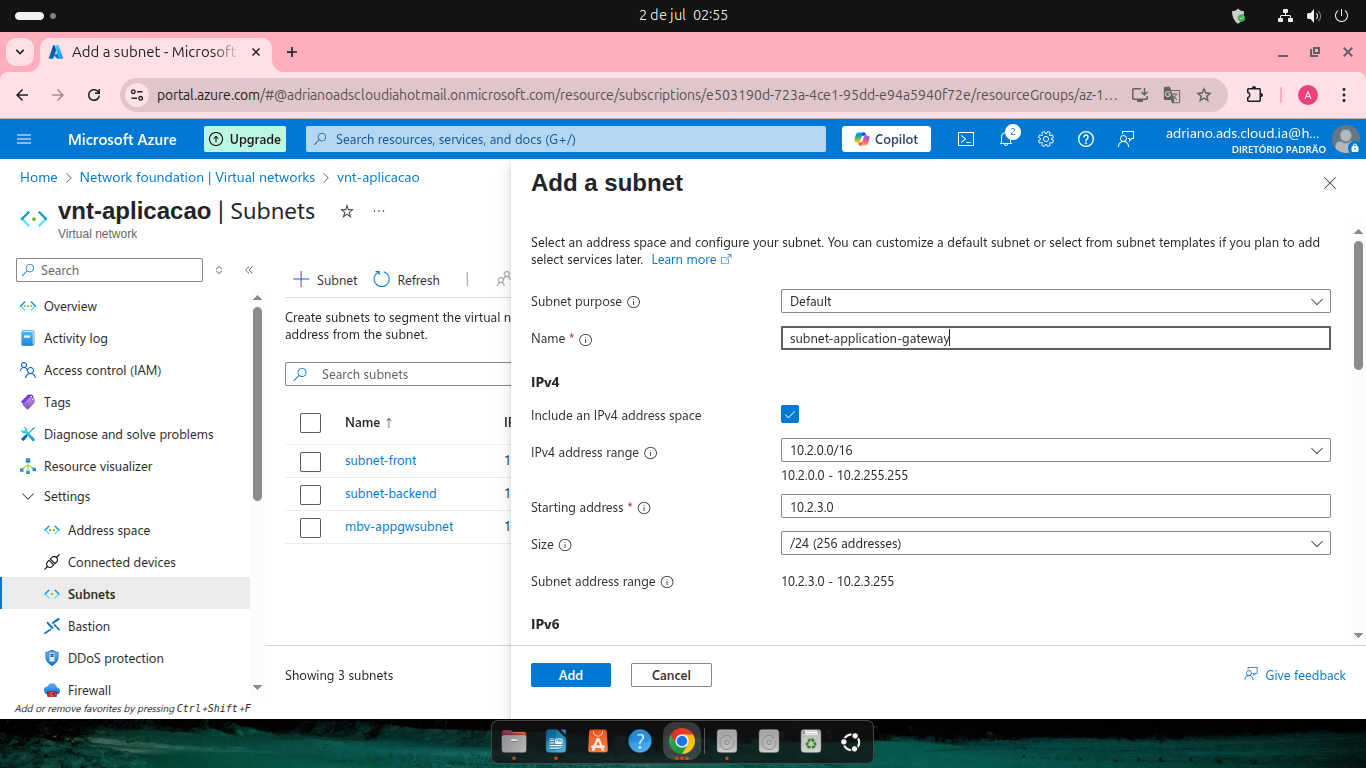 2 de jul 02:55
Add a subnet - Microsoft
portal.azure.com/#@adrianoadscloudiahotmail.onmicrosoft.com/resource/subscriptions/e503190d-723a-4ce1-95dd-e94a5940f72e/resourceGroups/az-1...
A
Microsoft Azure
Upgrade
Search resources, services, and docs (G+/)
Copilot
2
adriano.ads.cloud.ia@h...
DIRETÓRIO PADRÃO
Home > Network foundation | Virtual networks > vnt-aplicacao
vnt-aplicacao | Subnets
Virtual network
Search
Overview
Activity log
Access control (IAM)
Tags
Diagnose and solve problems
Resource visualizer
Settings
Address space
Connected devices
Subnets
Bastion
DDoS protection
Firewall
Add or remove favorites by pressing Ctrl+Shift+F
+ Subnet
Refresh
Create subnets to segment the virtual n
address from the subnet.
Search subnets
Name ↑
subnet-front
subnet-backend
mbv-appgwsubnet
Showing 3 subnets
Add a subnet
Select an address space and configure your subnet. You can customize a default subnet or select from subnet templates if you plan to add
select services later. Learn more
Subnet purpose
Default
Name *
subnet-application-gateway
IPv4
Include an IPv4 address space
IPv4 address range
10.2.0.0/16
10.2.0.0 - 10.2.255.255
Starting address *
10.2.3.0
Size
/24 (256 addresses)
Subnet address range
10.2.3.0 - 10.2.3.255
IPv6
Add
Cancel
Give feedback